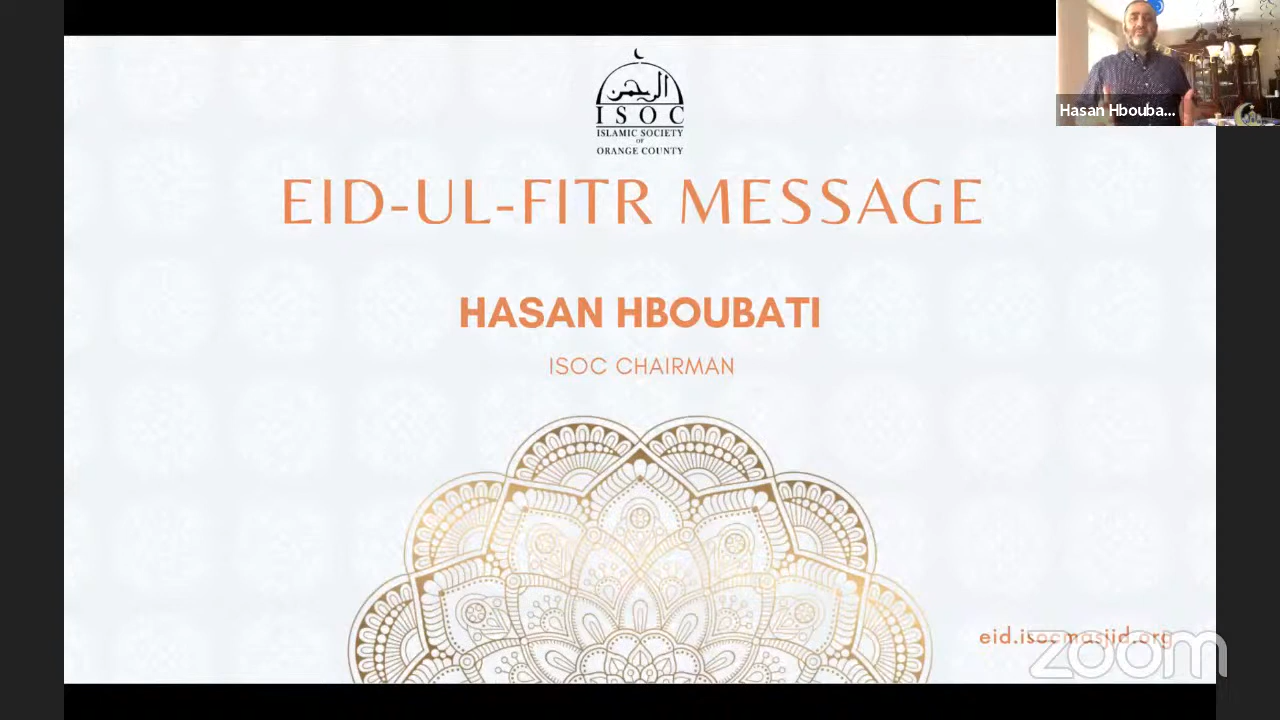 الرحمن
ISOC
ISLAMIC SOCIETY
OF
ORANGE COUNTY
EID-UL-FITR MESSAGE
HASAN HBOUBATI
ISOC CHAIRMAN
eid.isocmasjid.org
zoom
Hasan Hbouba...